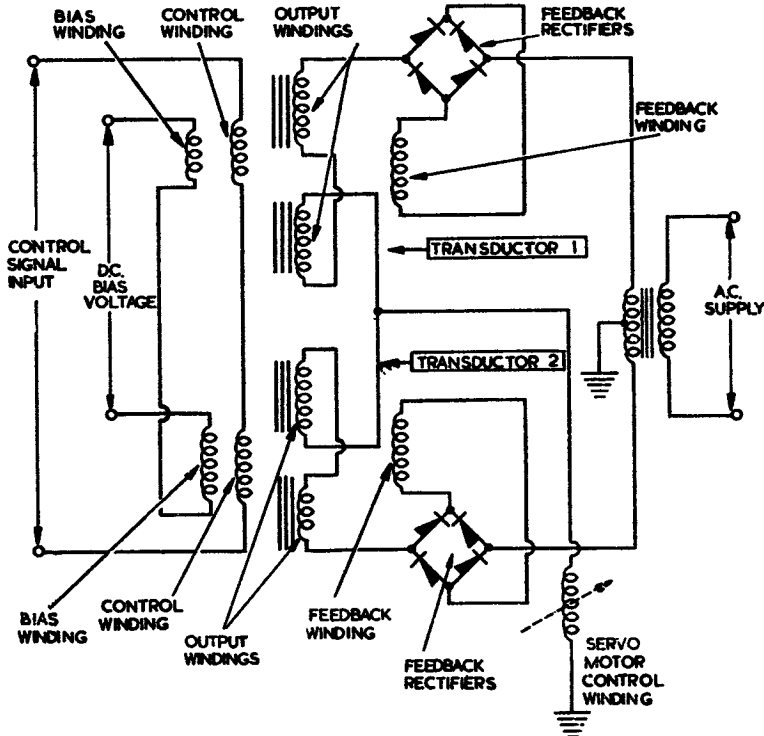 BIAS
WINDING
CONTROL
WINDING
OUTPUT
WINDINGS
FEEDBACK
RECTIFIERS
FEEDBACK
WINDING
CONTROL
SIGNAL
INPUT
D.C.
BIAS
VOLTAGE
TRANSDUCTOR 1
A.C.
SUPPLY
TRANSDUCTOR 2
BIAS
WINDING
CONTROL
WINDING
OUTPUT
WINDINGS
FEEDBACK
WINDING
FEEDBACK
RECTIFIERS
SERVO
MOTOR
CONTROL
WINDING